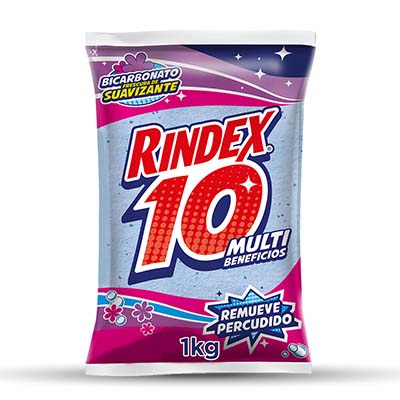 BICARBONATO
FRESCURA DE
SUAVIZANTE
RINDEX®
10
MULTI
BENEFICIOS
REMUEVE
PERCUDIDO
1kg